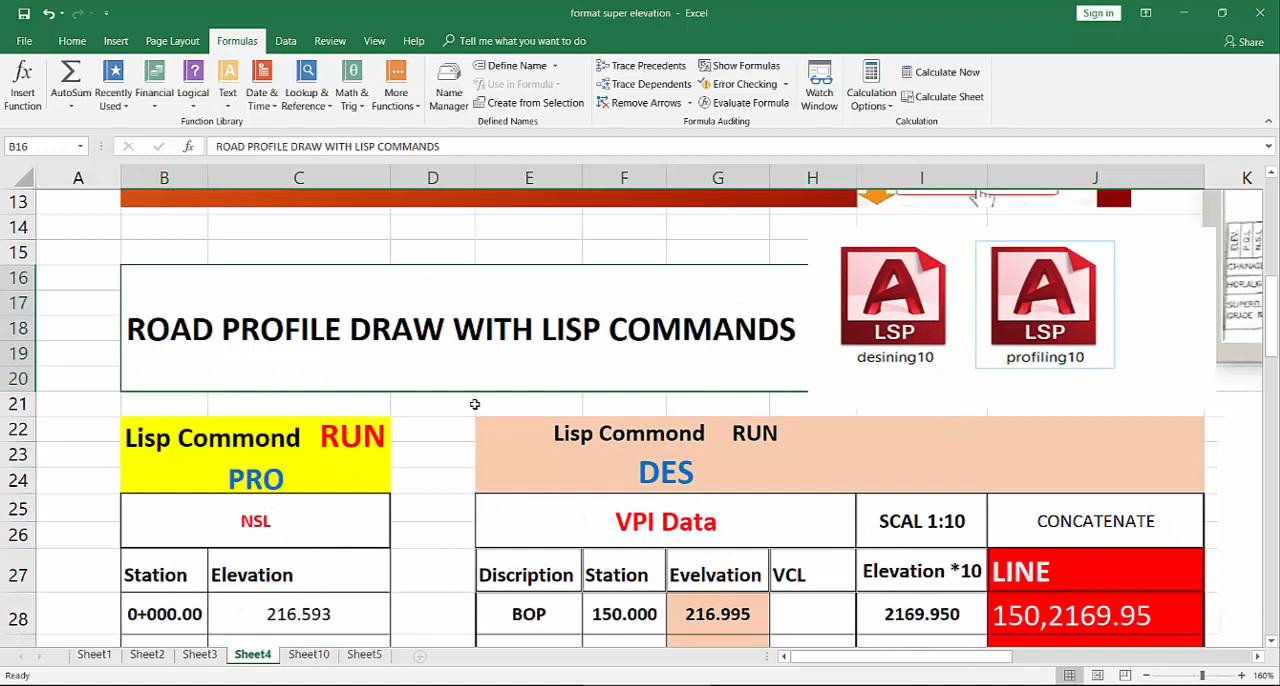 format super elevation - Excel
Sign in
File Home Insert Page Layout Formulas Data Review View Help Tell me what you want to do Share
Insert Function
AutoSum
Recently Used
Financial
Logical
Text
Date & Time
Lookup & Reference
Math & Trig
More Functions
Function Library
Name Manager
Define Name
Use in Formula
Create from Selection
Defined Names
Trace Precedents
Trace Dependents
Remove Arrows
Show Formulas
Error Checking
Evaluate Formula
Formula Auditing
Watch Window
Calculation Options
Calculate Now
Calculate Sheet
Calculation
B16 fx ROAD PROFILE DRAW WITH LISP COMMANDS
A B C D E F G H I J K
13
14
15
16
17
18
19
20
21
22
23
24
25
26
27
28
ROAD PROFILE DRAW WITH LISP COMMANDS
LSP
desining10
LSP
profiling10
ELEV.
P.G.L
N.S.L
CHAINAGE
Lisp Commond RUN
PRO
NSL
Station Elevation
0+000.00 216.593
Lisp Commond RUN
DES
VPI Data SCAL 1:10 CONCATENATE
Discription Station Evelvation VCL Elevation *10 LINE
BOP 150.000 216.995 2169.950 150,2169.95
Sheet1 Sheet2 Sheet3 Sheet4 Sheet10 Sheet5
Ready
160%